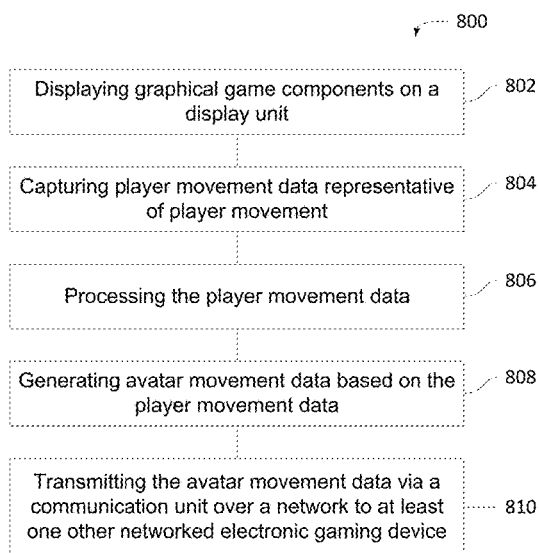 800
Displaying graphical game components on a
display unit
802
Capturing player movement data representative
of player movement
804
Processing the player movement data
806
Generating avatar movement data based on the
player movement data
808
Transmitting the avatar movement data via a
communication unit over a network to at least
one other networked electronic gaming device
810